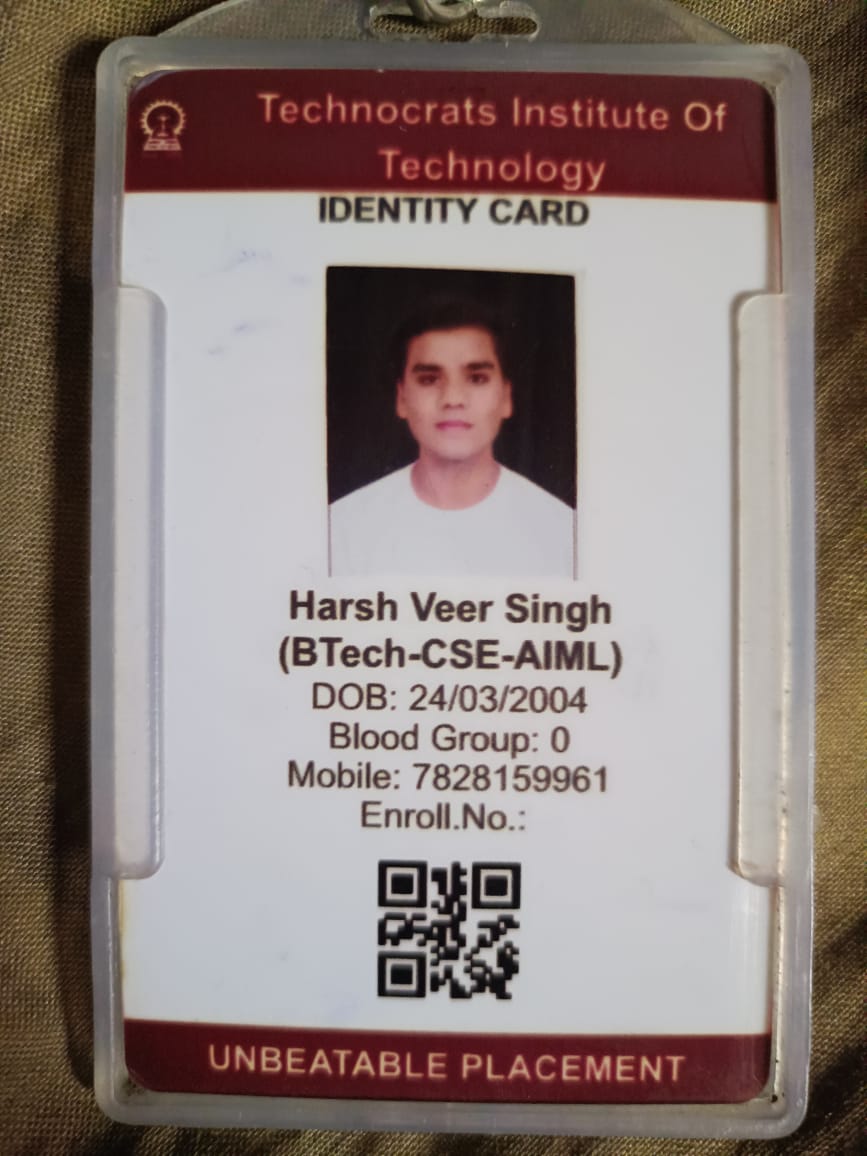 Technocrats Institute Of
Technology
IDENTITY CARD
Harsh Veer Singh
(BTech-CSE-AIML)
DOB: 24/03/2004
Blood Group: 0
Mobile: 7828159961
Enroll.No.:
UNBEATABLE PLACEMENT